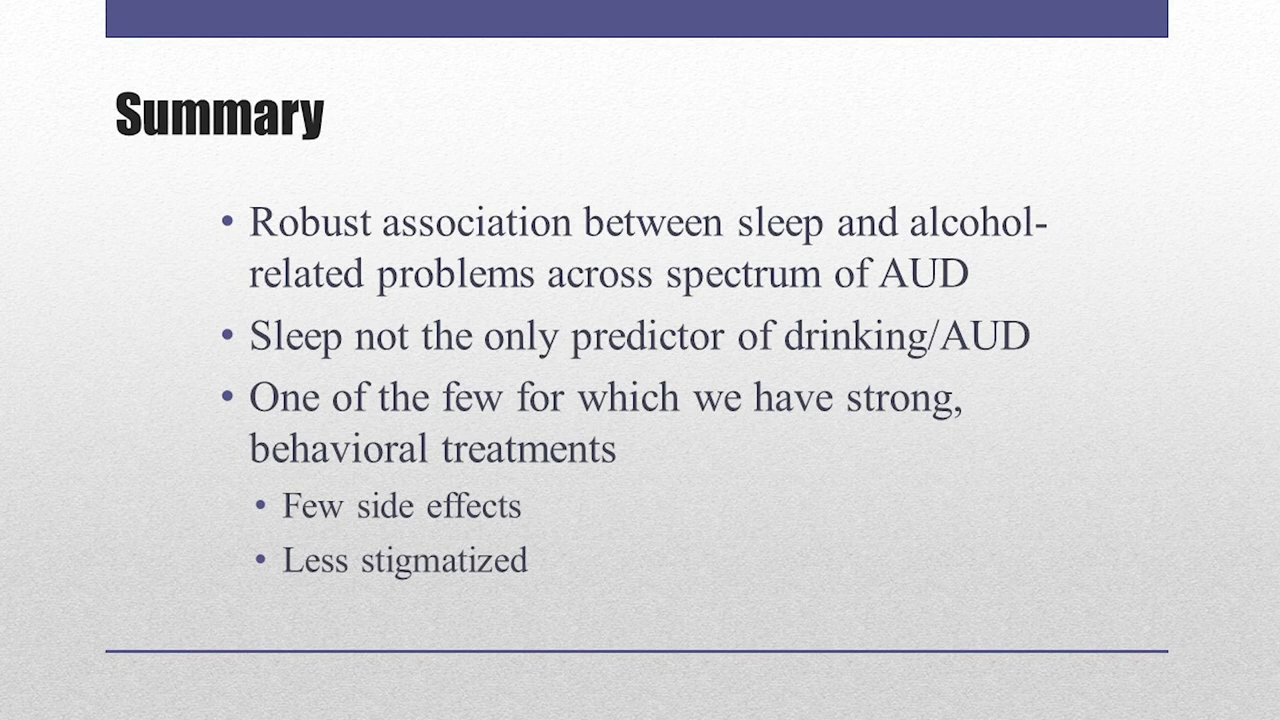 Summary
• Robust association between sleep and alcohol-
related problems across spectrum of AUD
• Sleep not the only predictor of drinking/AUD
• One of the few for which we have strong,
behavioral treatments
• Few side effects
• Less stigmatized